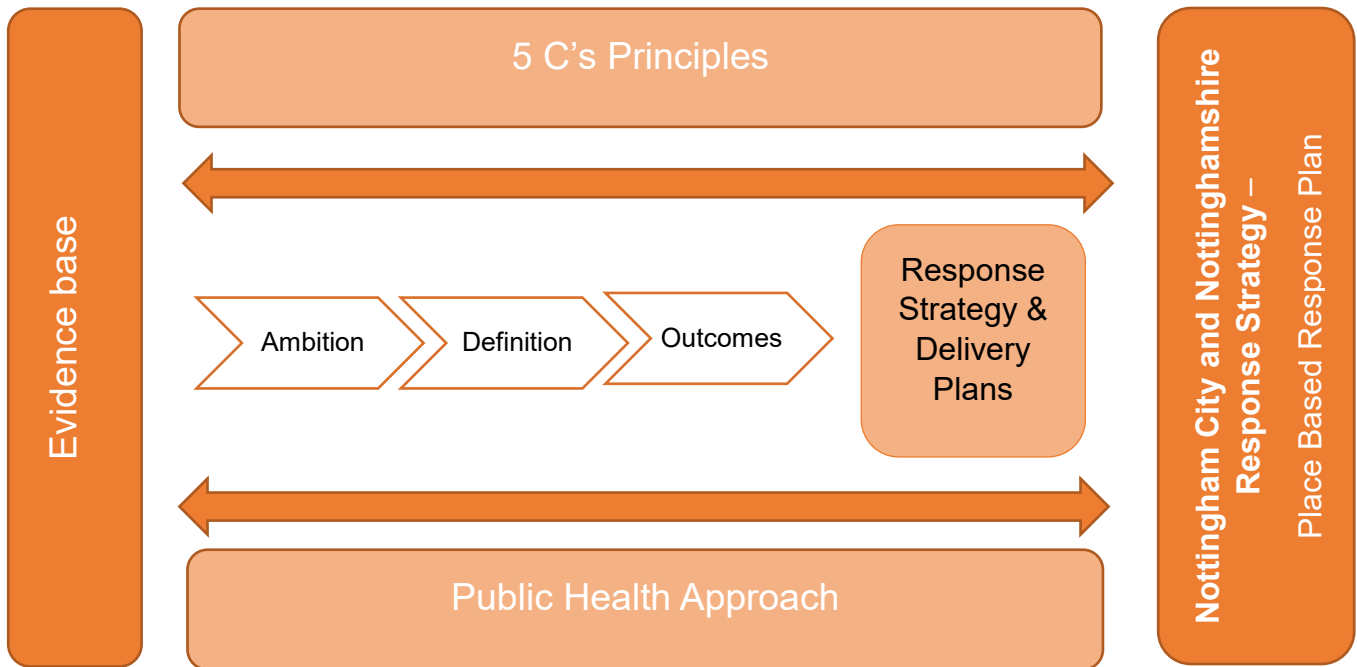 Evidence base
5 C’s Principles
Ambition
Definition
Outcomes
Response
Strategy &
Delivery
Plans
Public Health Approach
Nottingham City and Nottinghamshire
Response Strategy –
Place Based Response Plan